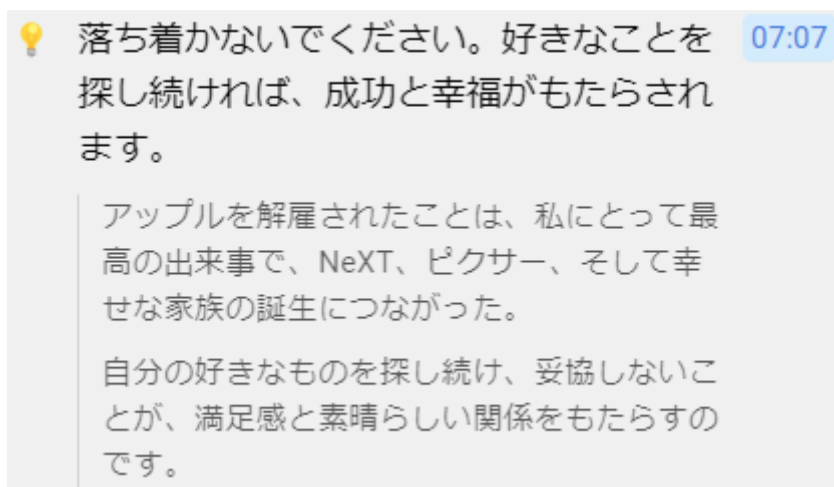 落ち着かないでください。好きなことを 07:07
探し続ければ、成功と幸福がもたらされ
ます。
アップルを解雇されたことは、私にとって最
高の出来事で、NeXT、ピクサー、そして幸
せな家族の誕生につながった。
自分の好きなものを探し続け、妥協しないこ
とが、満足感と素晴らしい関係をもたらすの
です。